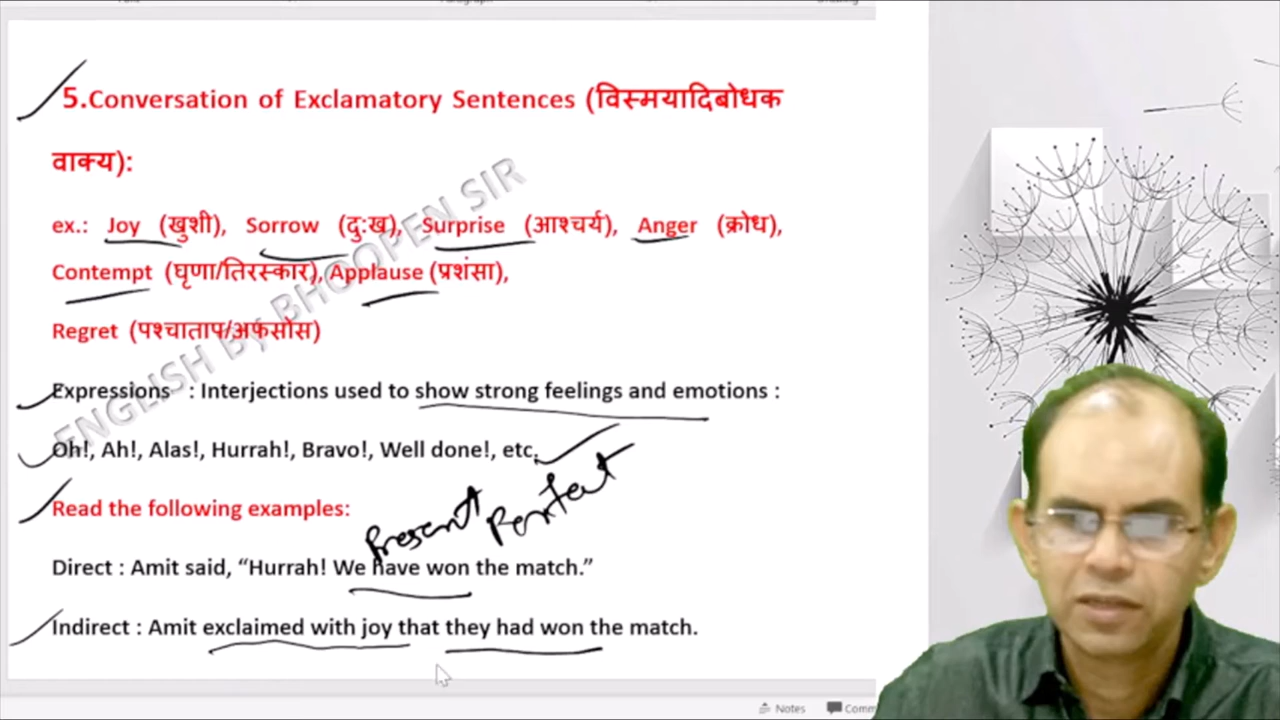 5.Conversation of Exclamatory Sentences (विस्मयादिबोधक
वाक्य):
ex.: Joy (खुशी), Sorrow (दु:ख), Surprise (आश्चर्य), Anger (क्रोध),
Contempt (घृणा/तिरस्कार), Applause (प्रशंसा),
Regret (पश्चाताप/अफसोस)
ENGLISH By BHOOPEN SIR
Expressions : Interjections used to show strong feelings and emotions :
Oh!, Ah!, Alas!, Hurrah!, Bravo!, Well done!, etc.
Read the following examples:
Present Perfect
Direct : Amit said, “Hurrah! We have won the match.”
Indirect : Amit exclaimed with joy that they had won the match.
Notes